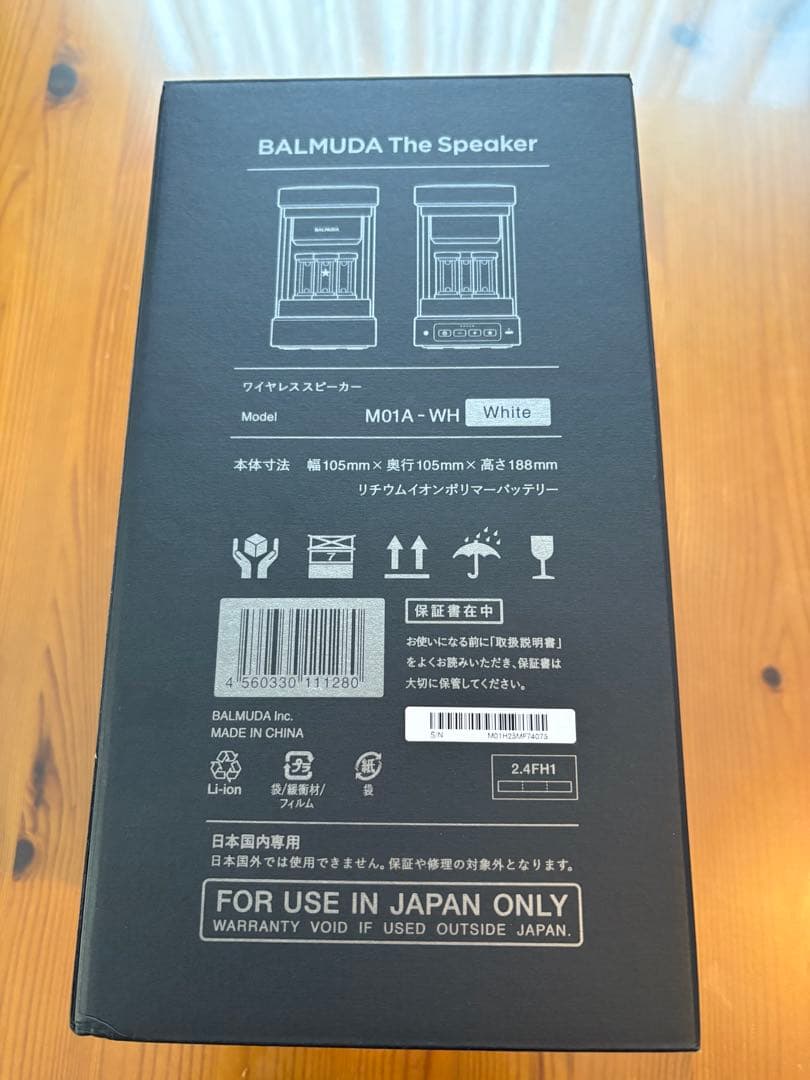 BALMUDA The Speaker
BALMUDA
ワイヤレススピーカー
Model M01A-WH White
本体寸法 幅105mm×奥行105mm×高さ188mm
リチウムイオンポリマーバッテリー
7
保証書在中
お使いになる前に「取扱説明書」
をよくお読みいただき、保証書は
大切に保管してください。
4 560330 111280
BALMUDA Inc.
MADE IN CHINA
S/N M01H23MF74073
Li-ion
プラ
袋/緩衝材/
フィルム
紙
袋
2.4FH1
日本国内専用
日本国外では使用できません。保証や修理の対象外となります。
FOR USE IN JAPAN ONLY
WARRANTY VOID IF USED OUTSIDE JAPAN.